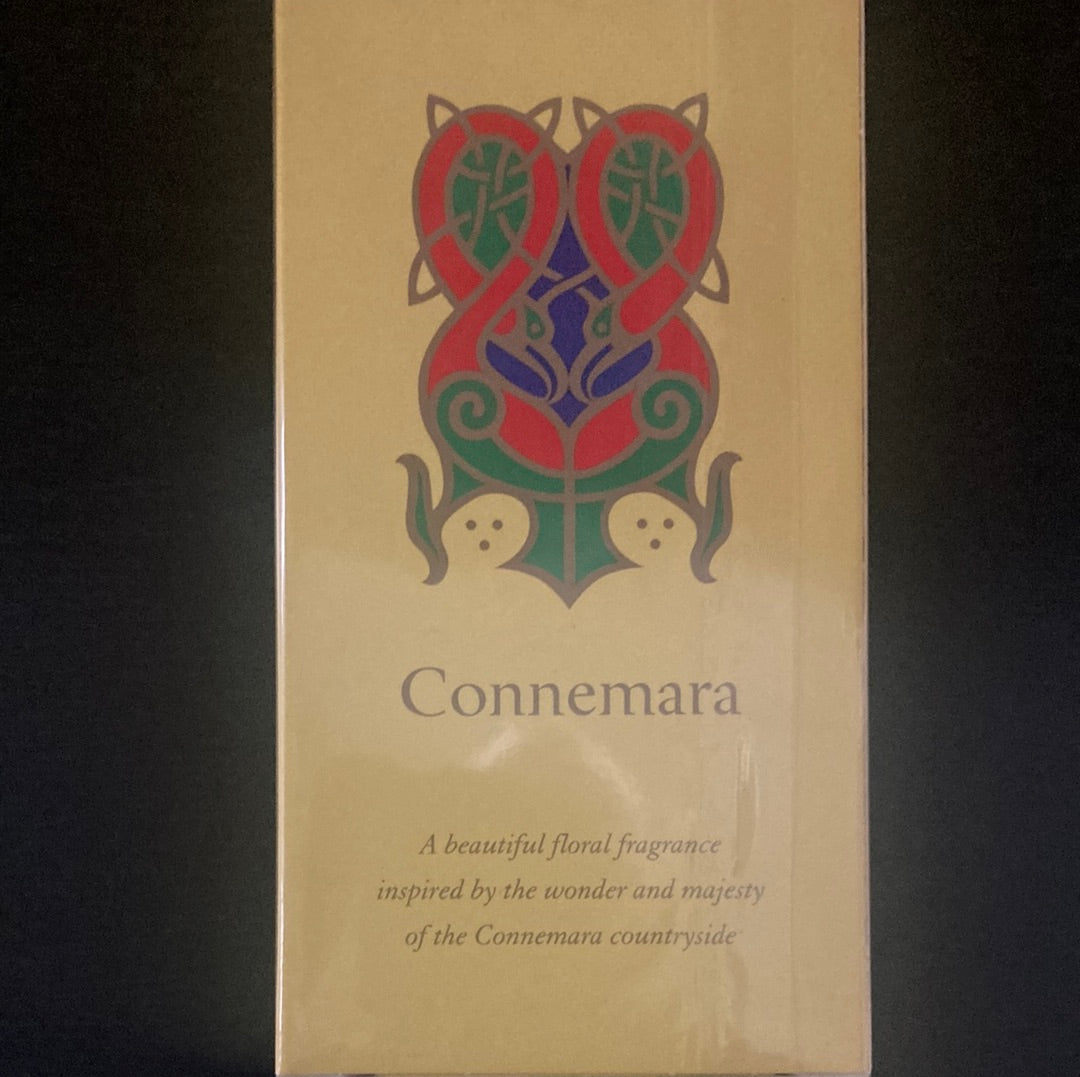 Connemara
A beautiful floral fragrance
inspired by the wonder and majesty
of the Connemara countryside